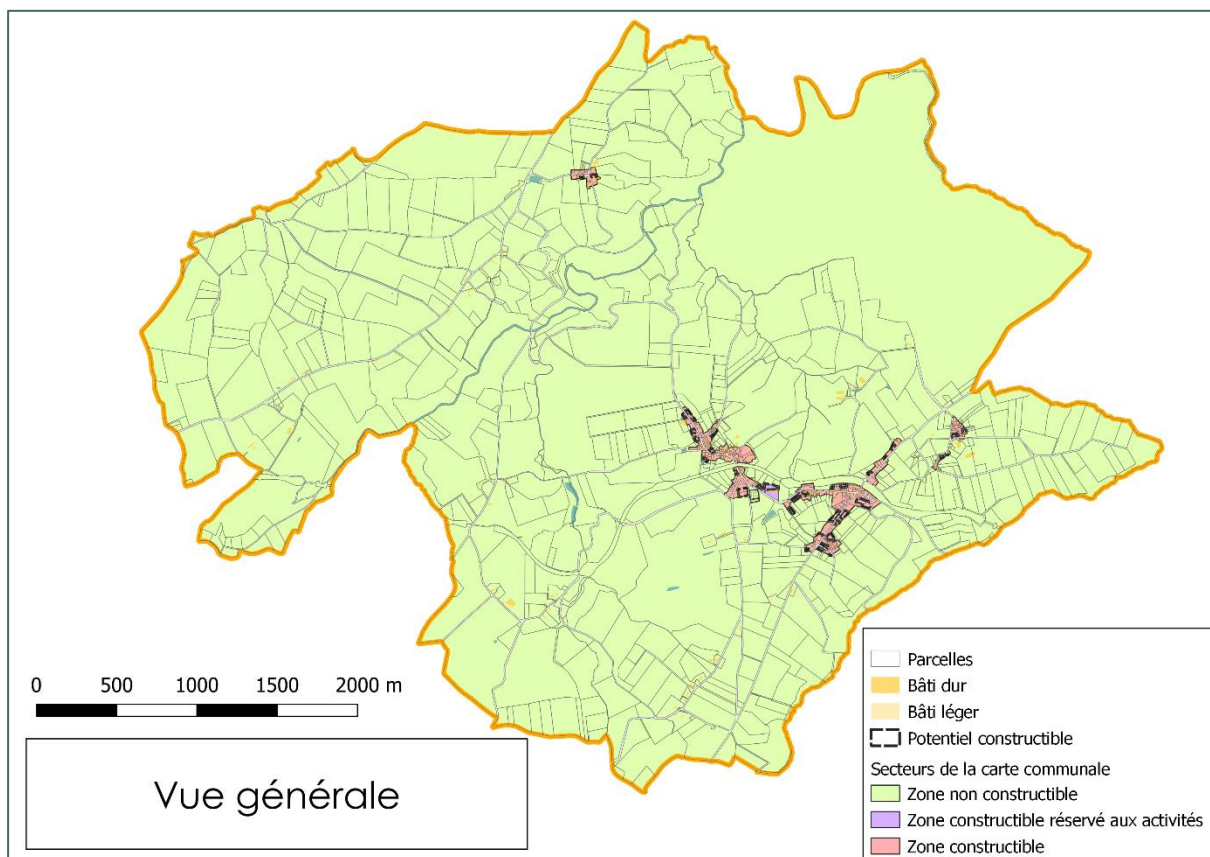 0 500 1000 1500 2000 m
Vue générale
Parcelles
Bâti dur
Bâti léger
Potentiel constructible
Secteurs de la carte communale
Zone non constructible
Zone constructible réservé aux activités
Zone constructible